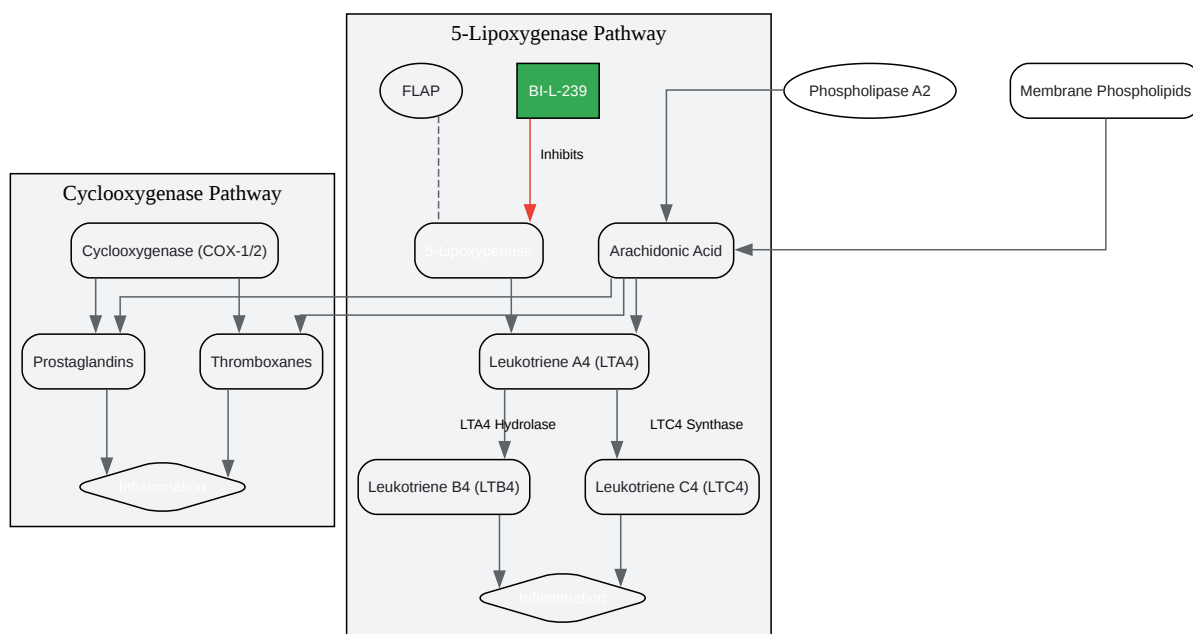 5-Lipoxygenase Pathway
FLAP
BI-L-239
Phospholipase A2
Membrane Phospholipids
Inhibits
Cyclooxygenase Pathway
Cyclooxygenase (COX-1/2)
5-Lipoxygenase
Arachidonic Acid
Prostaglandins
Thromboxanes
Leukotriene A4 (LTA4)
LTA4 Hydrolase
LTC4 Synthase
Inflammation
Leukotriene B4 (LTB4)
Leukotriene C4 (LTC4)
Inflammation